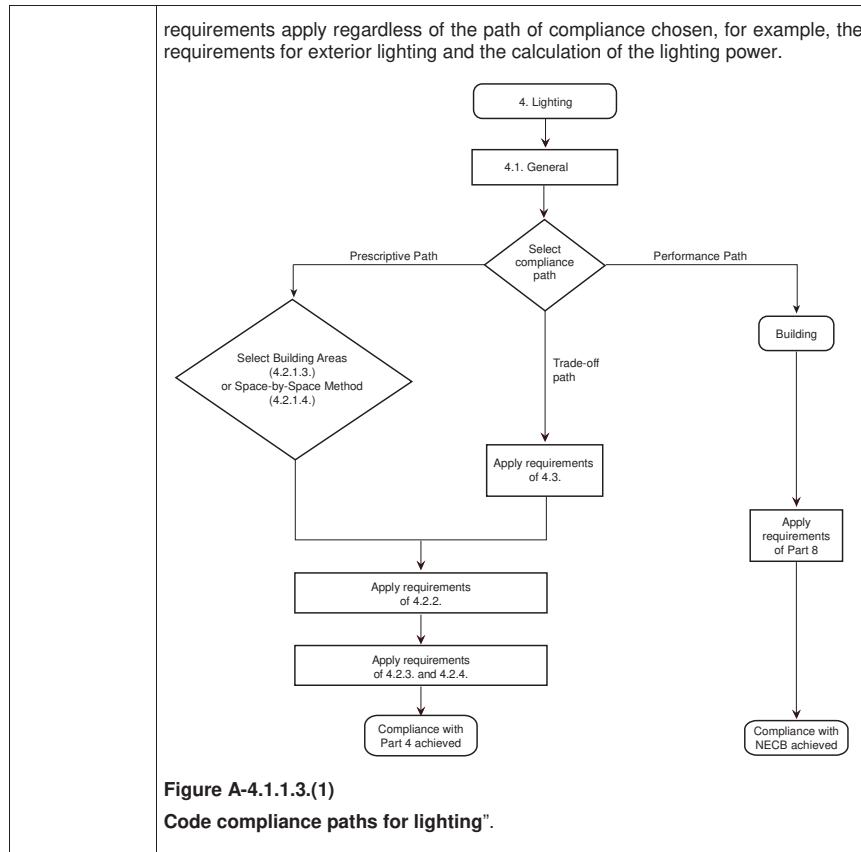 requirements apply regardless of the path of compliance chosen, for example, the
requirements for exterior lighting and the calculation of the lighting power.
4. Lighting
4.1. General
Select
compliance
path
Prescriptive Path
Performance Path
Select Building Areas
(4.2.1.3.)
or Space-by-Space Method
(4.2.1.4.)
Trade-off
path
Building
Apply requirements
of 4.3.
Apply
requirements
of Part 8
Apply requirements
of 4.2.2.
Apply requirements
of 4.2.3. and 4.2.4.
Compliance with
Part 4 achieved
Compliance with
NECB achieved
Figure A-4.1.1.3.(1)
Code compliance paths for lighting”.